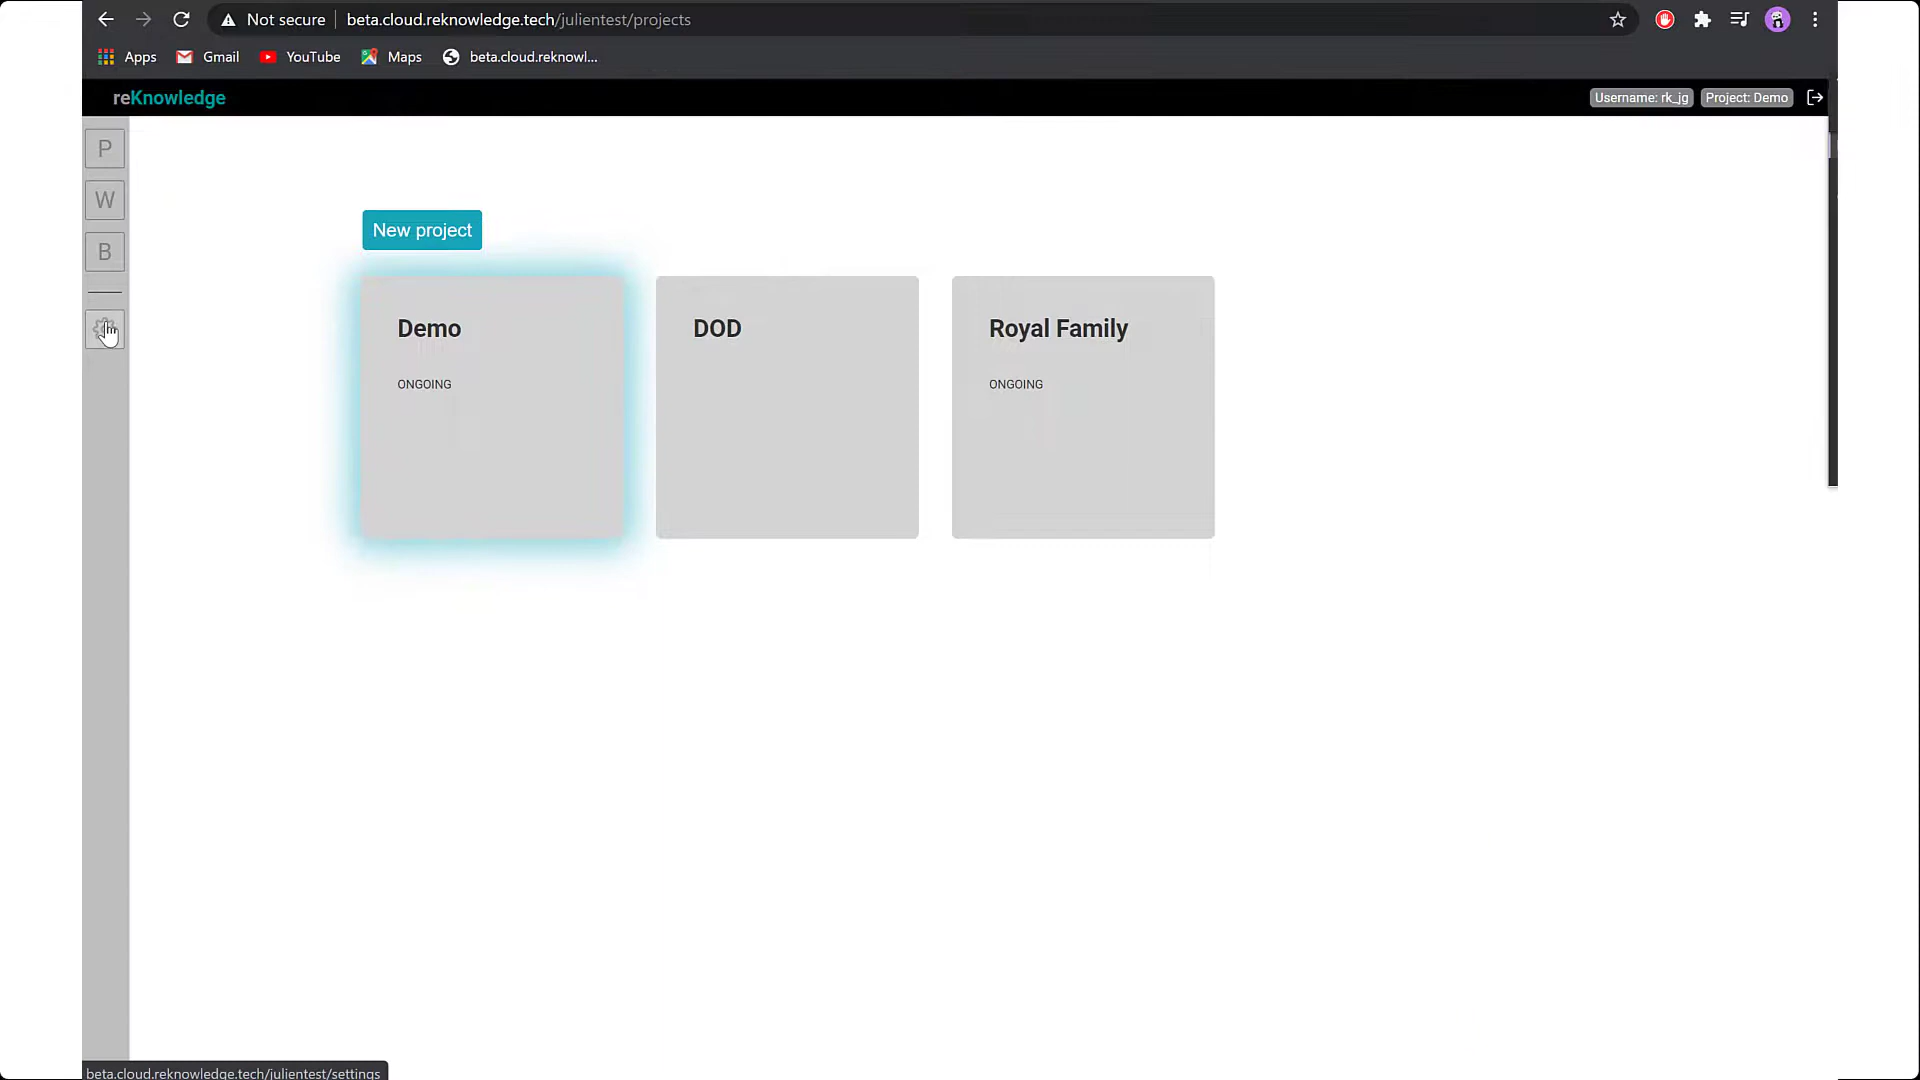 Not secure
beta.cloud.reknowledge.tech/julientest/projects
Apps
Gmail
YouTube
Maps
beta.cloud.reknowl...
reKnowledge
Username: rk_jg
Project: Demo
P
W
B
New project
Demo
DOD
Royal Family
ONGOING
ONGOING
beta.cloud.reknowledge.tech/julientest/settings